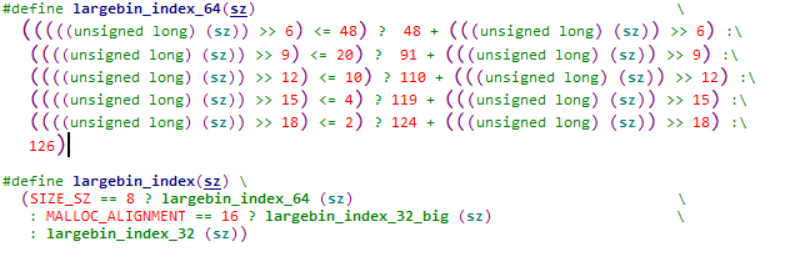 #define largebin_index_64(sz) \
(((((unsigned long) (sz)) >> 6) <= 48) ? 48 + (((unsigned long) (sz)) >> 6) :\
((((unsigned long) (sz)) >> 9) <= 20) ? 91 + (((unsigned long) (sz)) >> 9) :\
((((unsigned long) (sz)) >> 12) <= 10) ? 110 + (((unsigned long) (sz)) >> 12) :\
((((unsigned long) (sz)) >> 15) <= 4) ? 119 + (((unsigned long) (sz)) >> 15) :\
((((unsigned long) (sz)) >> 18) <= 2) ? 124 + (((unsigned long) (sz)) >> 18) :\
126)
#define largebin_index(sz) \
(SIZE_SZ == 8 ? largebin_index_64 (sz) \
: MALLOC_ALIGNMENT == 16 ? largebin_index_32_big (sz) \
: largebin_index_32 (sz))